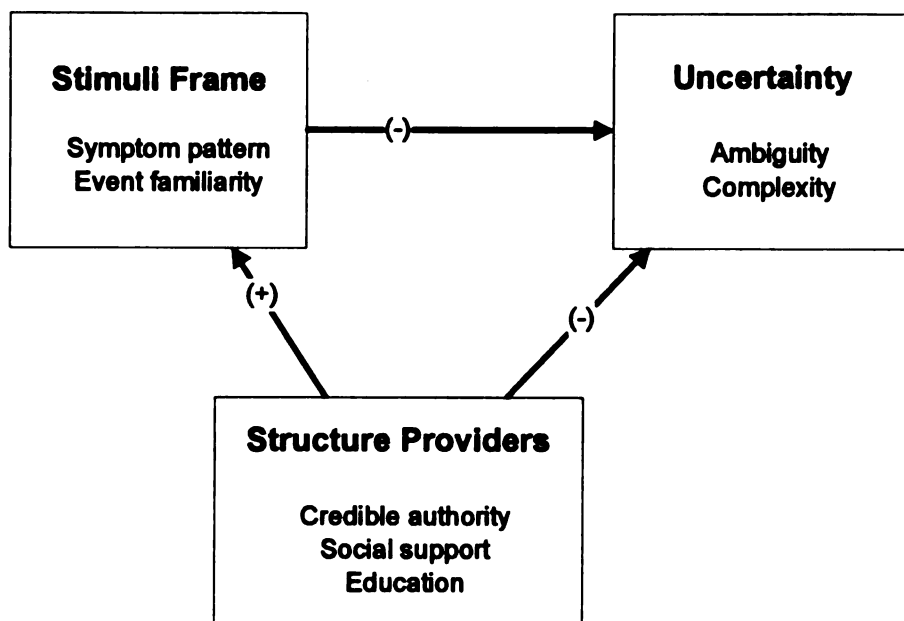 Stimuli Frame
Symptom pattern
Event familiarity
(-)
Uncertainty
Ambiguity
Complexity
(+)
(-)
Structure Providers
Credible authority
Social support
Education